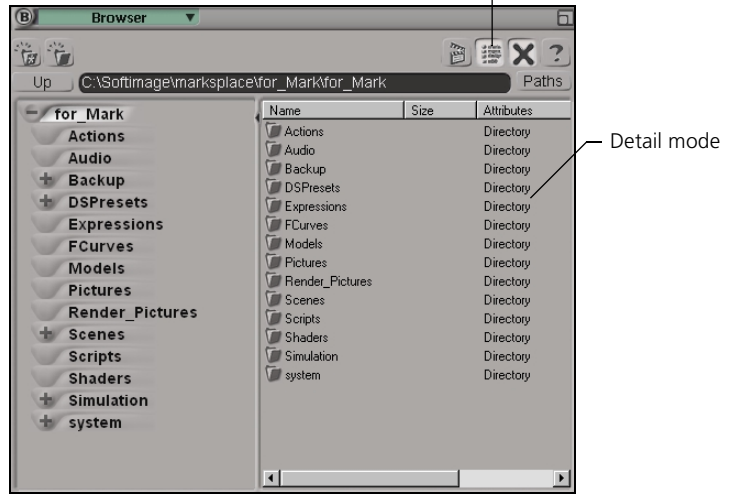 B Browser
Up C:\Softimage\marksplace\for_Mark\for_Mark Paths
for_Mark
Actions
Audio
Backup
DSPresets
Expressions
FCurves
Models
Pictures
Render_Pictures
Scenes
Scripts
Shaders
Simulation
system
Name Size Attributes
Actions Directory
Audio Directory
Backup Directory
DSPresets Directory
Expressions Directory
FCurves Directory
Models Directory
Pictures Directory
Render_Pictures Directory
Scenes Directory
Scripts Directory
Shaders Directory
Simulation Directory
system Directory
Detail mode